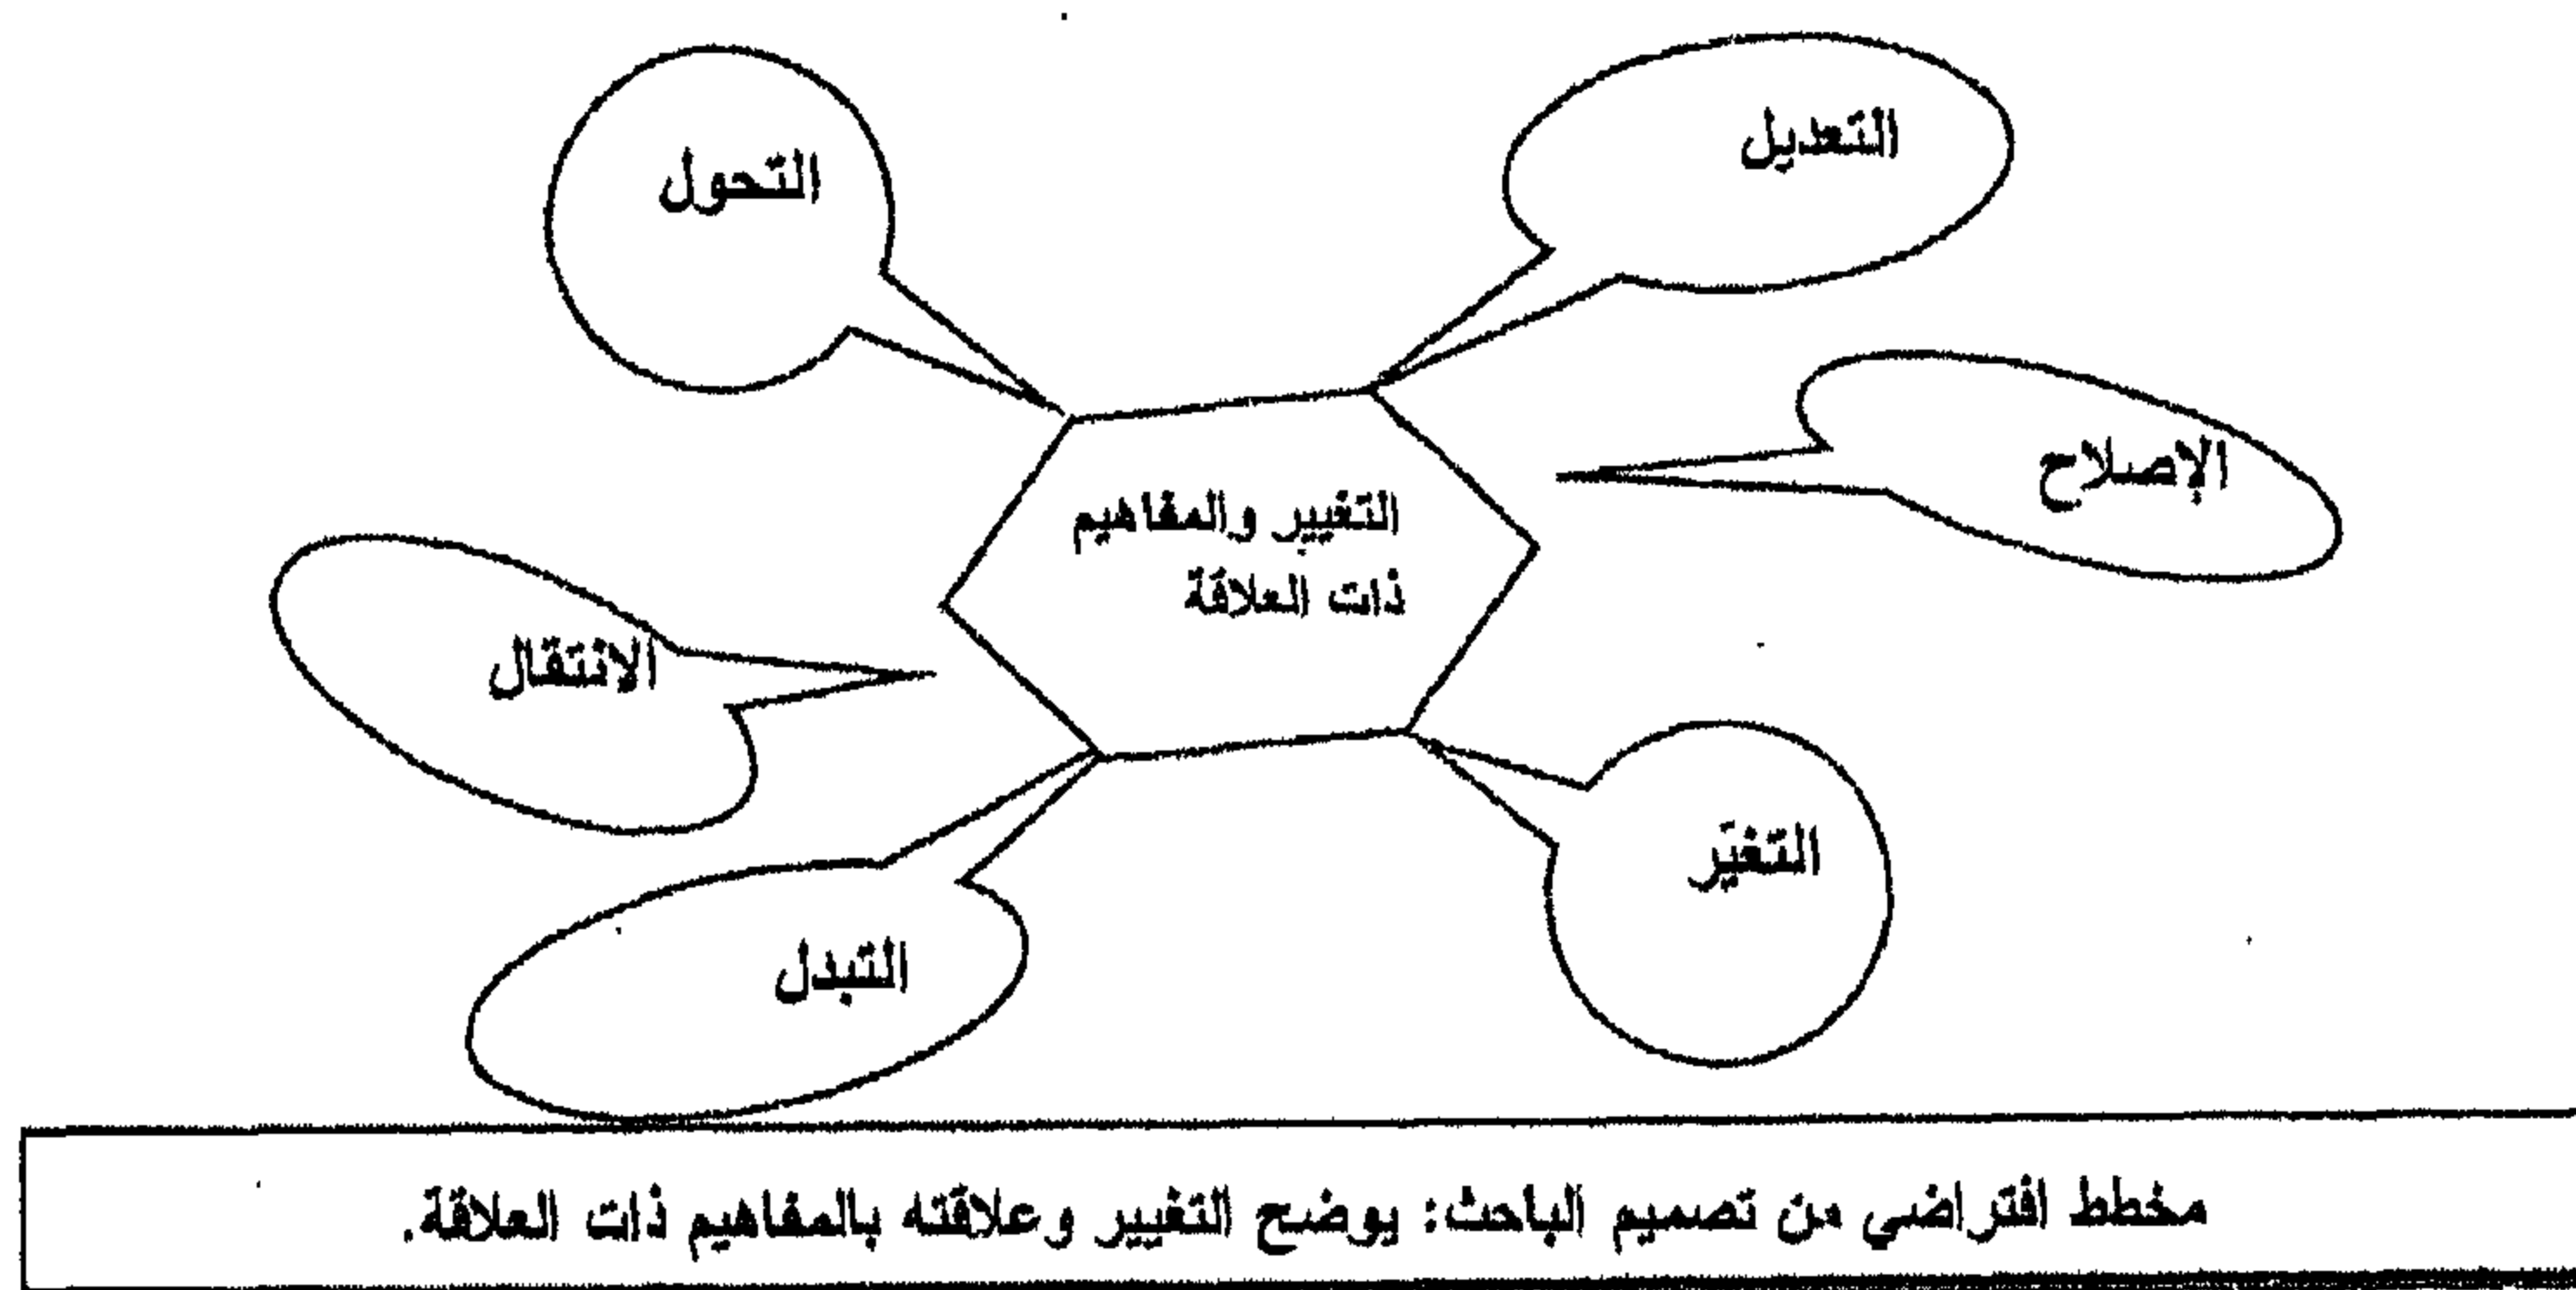 التعديل
التحول
الإصلاح
التغيير والمفاهيم
ذات العلاقة
الانتقال
التغيّر
التبدل
مخطط افتراضي من تصميم الباحث: يوضح التغيير وعلاقته بالمفاهيم ذات العلاقة.